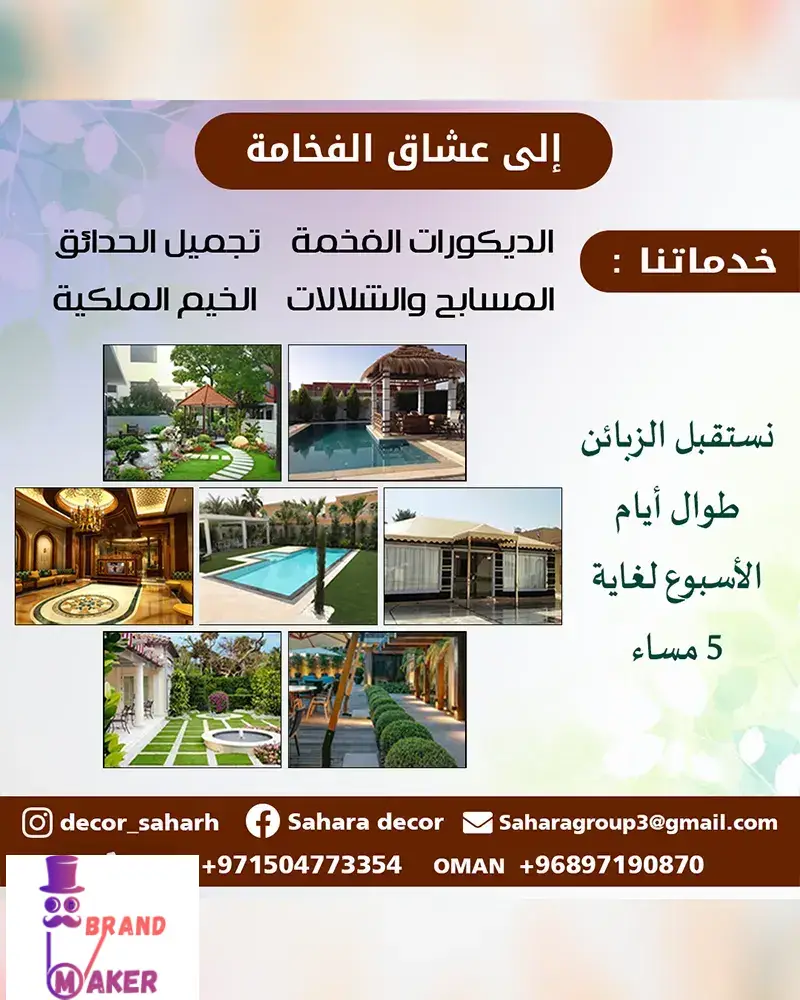 إلى عشاق الفخامة
خدماتنا :
الديكورات الفخمة تجميل الحدائق
المسابح والشلالات الخيم الملكية
نستقبل الزبائن
طوال أيام
الأسبوع لغاية
5 مساء
decor_saharh Sahara decor Saharagroup3@gmail.com
+971504773354 OMAN +96897190870
BRAND
MAKER